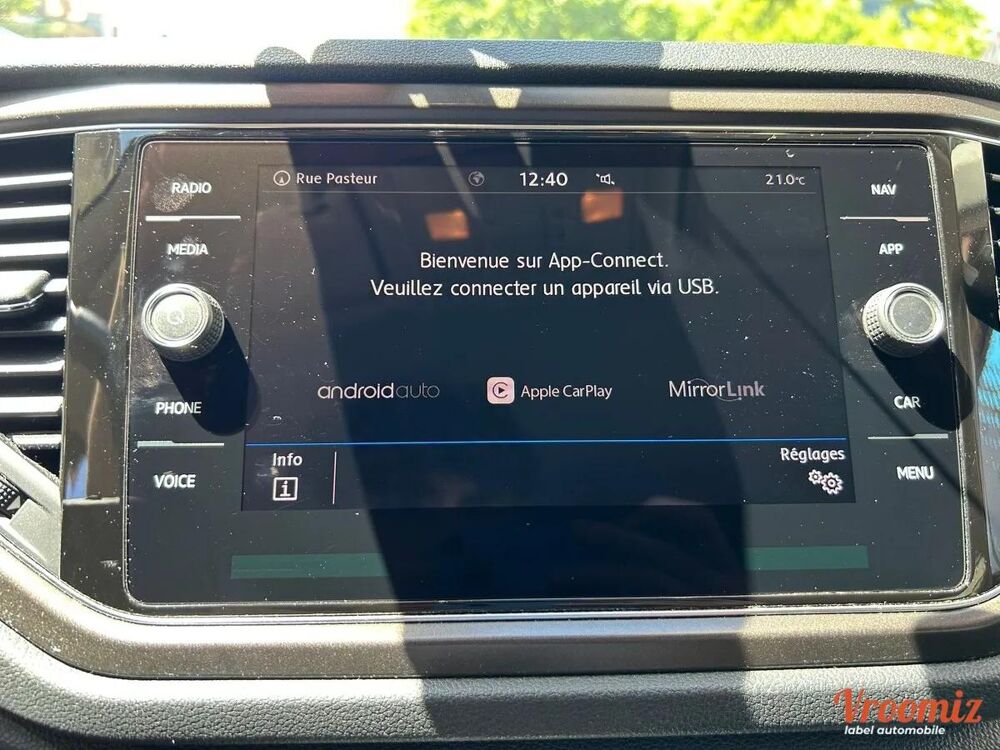 RADIO
MEDIA
PHONE
VOICE
Rue Pasteur 12:40 21.0°C
Bienvenue sur App-Connect.
Veuillez connecter un appareil via USB.
androidauto Apple CarPlay MirrorLink
Info Réglages
i
NAV
APP
CAR
MENU
Vroomiz
label automobile